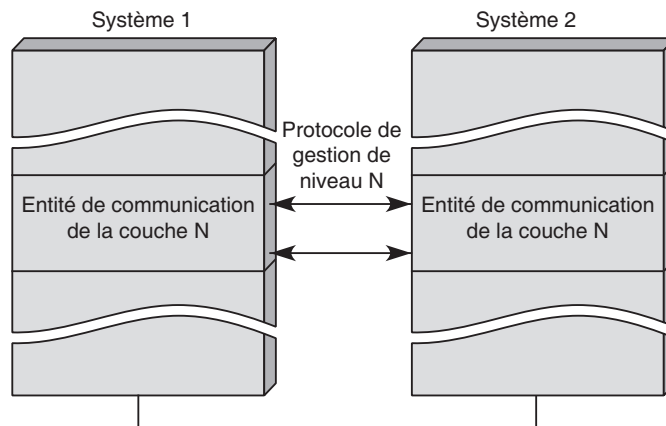 Système 1
Système 2
Protocole de
gestion de
niveau N
Entité de communication
de la couche N
Entité de communication
de la couche N